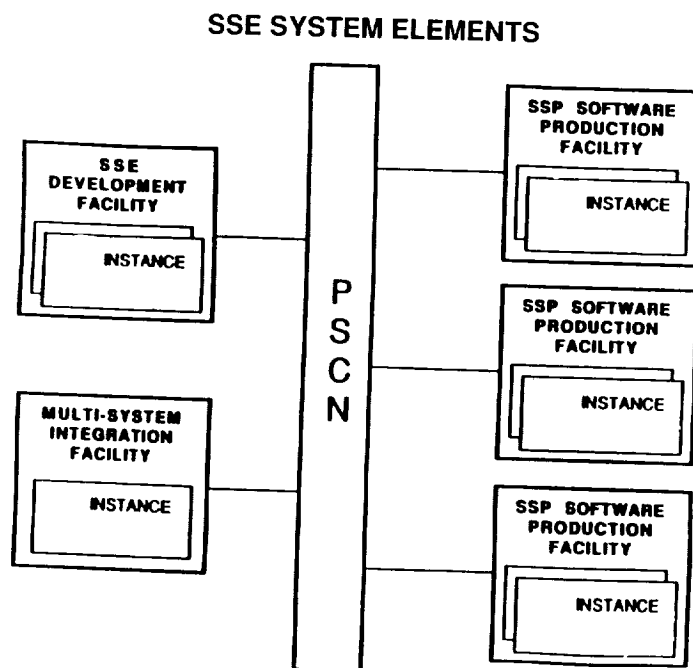 SSE SYSTEM ELEMENTS
SSE
DEVELOPMENT
FACILITY
INSTANCE
MULTI-SYSTEM
INTEGRATION
FACILITY
INSTANCE
P
S
C
N
SSP SOFTWARE
PRODUCTION
FACILITY
INSTANCE
SSP SOFTWARE
PRODUCTION
FACILITY
INSTANCE
SSP SOFTWARE
PRODUCTION
FACILITY
INSTANCE